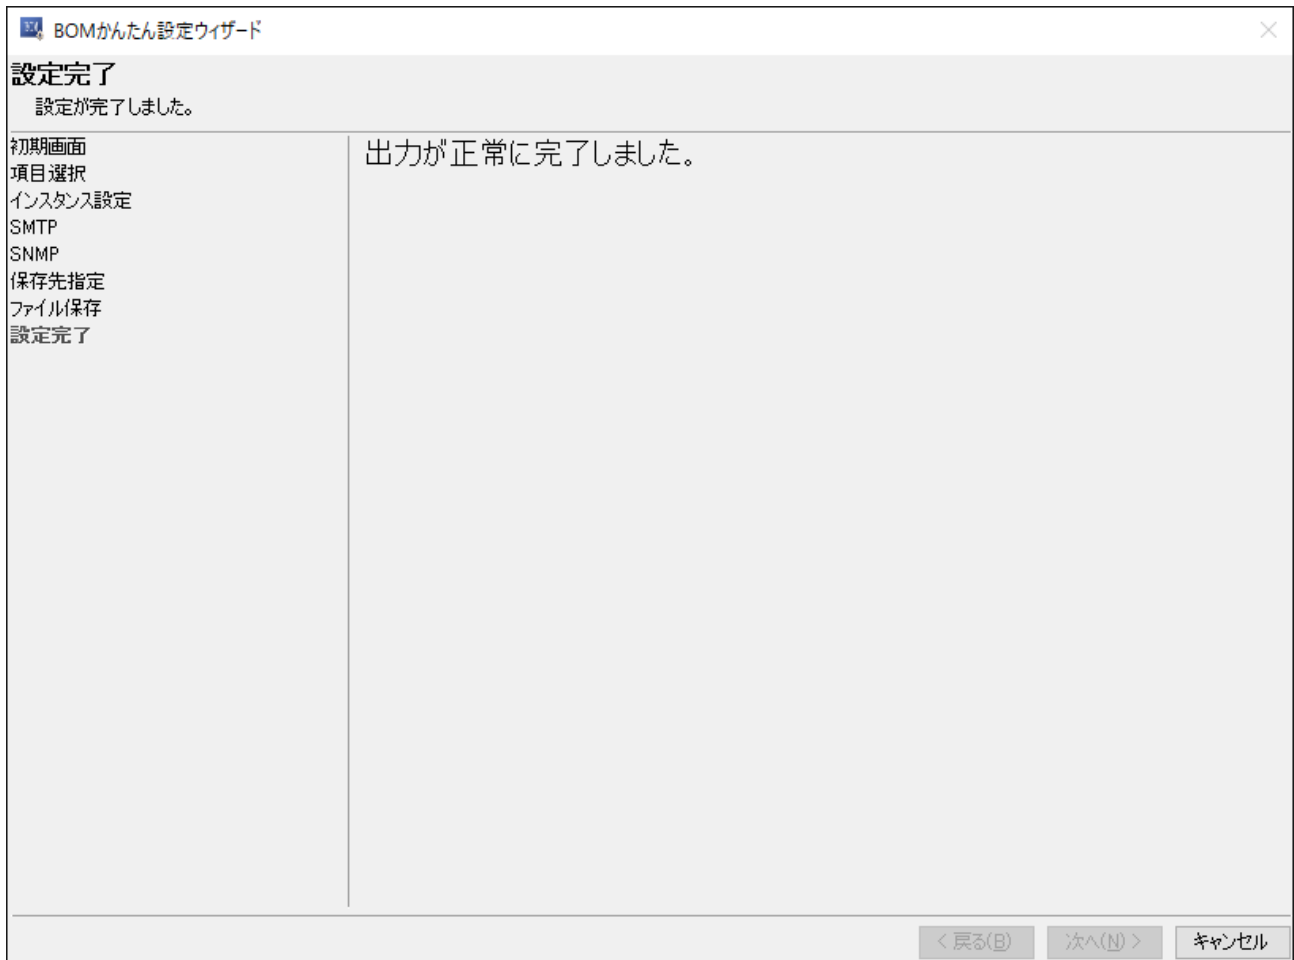 BOMかんたん設定ウィザード
設定完了
設定が完了しました。
初期画面
項目選択
インスタンス設定
SMTP
SNMP
保存先指定
ファイル保存
設定完了
出力が正常に完了しました。
< 戻る(B)
次へ(N) >
キャンセル